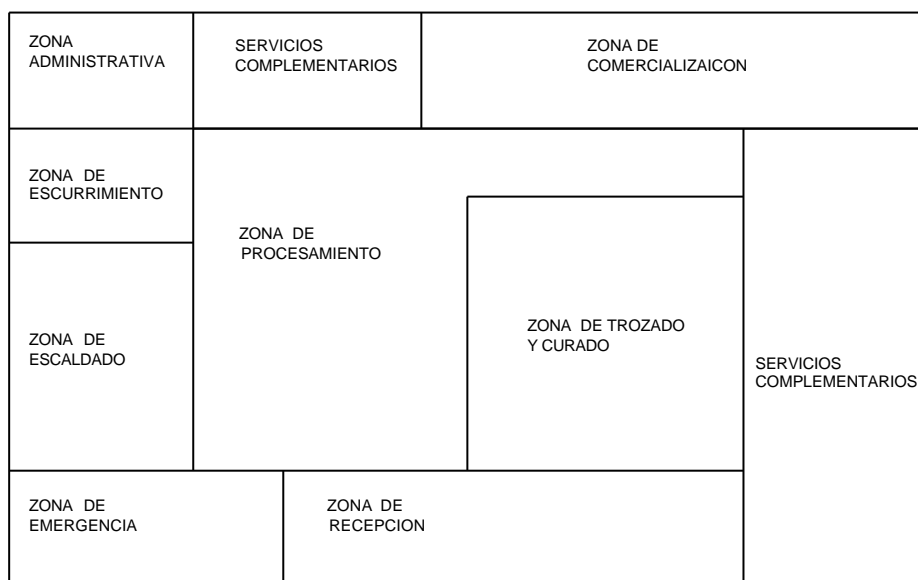 ZONA
ADMINISTRATIVA
SERVICIOS
COMPLEMENTARIOS
ZONA DE
COMERCIALIZAICON
ZONA DE
ESCURRIMIENTO
ZONA DE
PROCESAMIENTO
ZONA DE
ESCALDADO
ZONA DE TROZADO
Y CURADO
SERVICIOS
COMPLEMENTARIOS
ZONA DE
EMERGENCIA
ZONA DE
RECEPCION